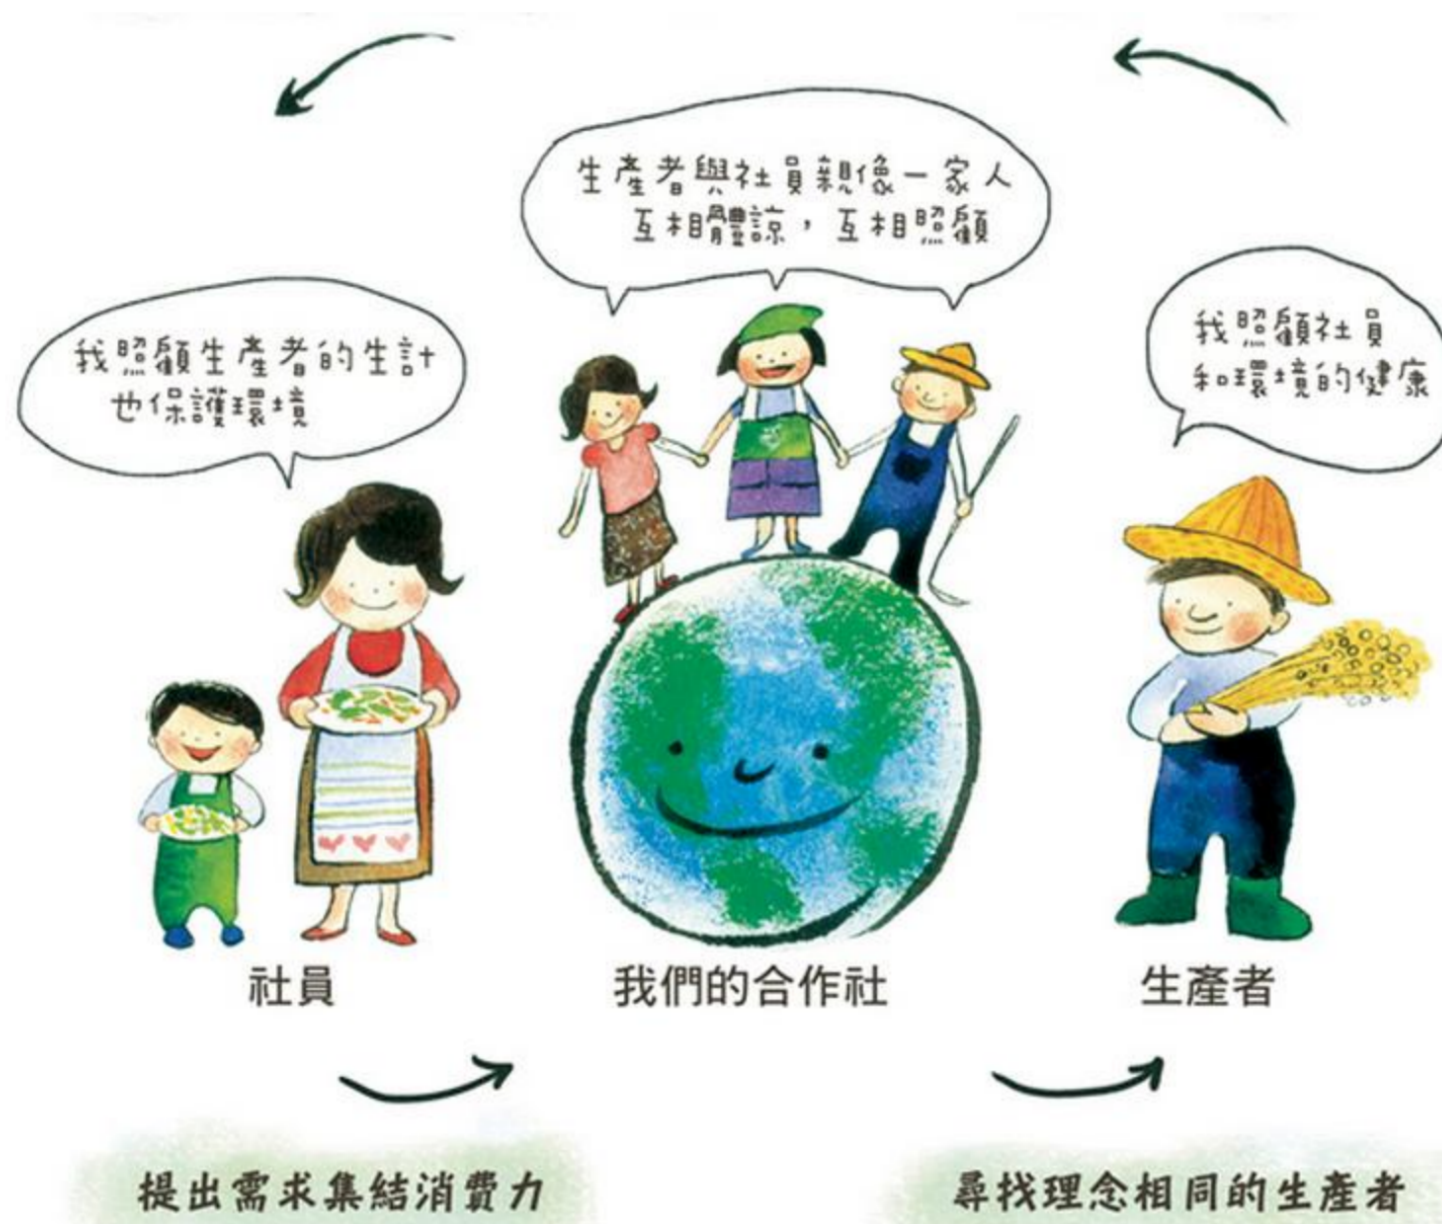 生產者與社員親像一家人
互相體諒，互相照顧
我照顧生產者的生計
也保護環境
我照顧社員
和環境的健康
社員
我們的合作社
生產者
提出需求集結消費力
尋找理念相同的生產者